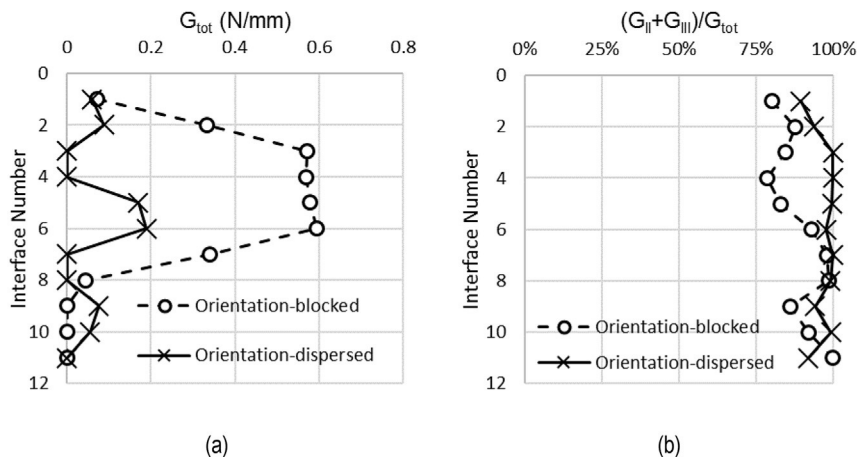 G_tot (N/mm)
0 0.2 0.4 0.6 0.8
0
2
4
6
8
10
12
Interface Number
Orientation-blocked
Orientation-dispersed
(a)
(G_II+G_III)/G_tot
0% 25% 50% 75% 100%
0
2
4
6
8
10
12
Interface Number
Orientation-blocked
Orientation-dispersed
(b)